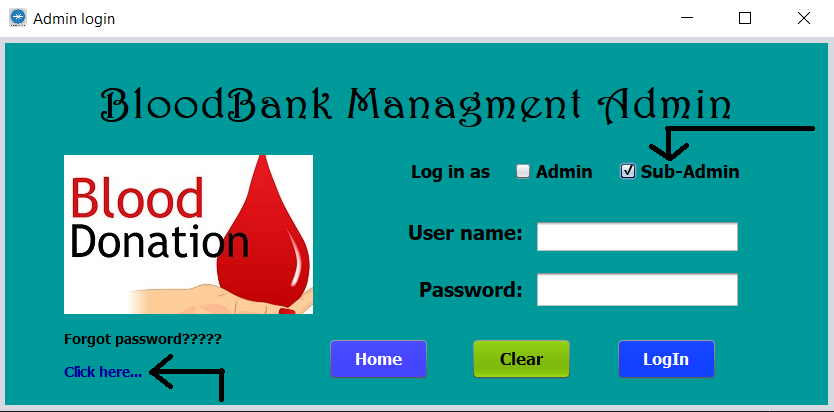 Admin login
BloodBank Managment Admin
Log in as Admin Sub-Admin
Blood
Donation
User name:
Password:
Forgot password?????
Click here...
Home Clear LogIn